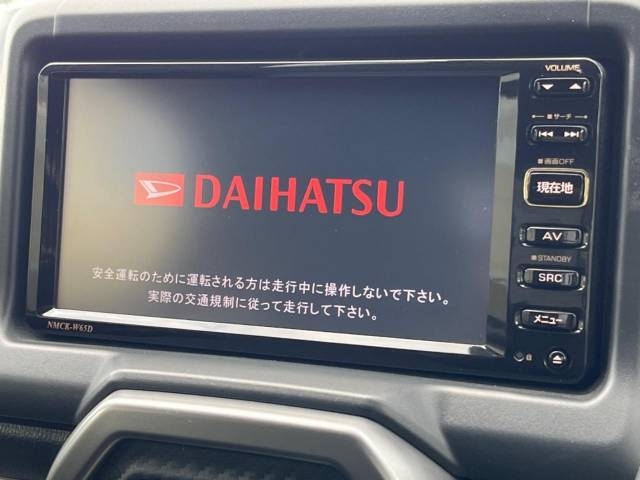 VOLUME
サーチ
画面OFF
現在地
AV
STANDBY
SRC
メニュー
DAIHATSU
安全運転のために運転される方は走行中に操作しないで下さい。
実際の交通規制に従って走行して下さい。
NMCK-W65D